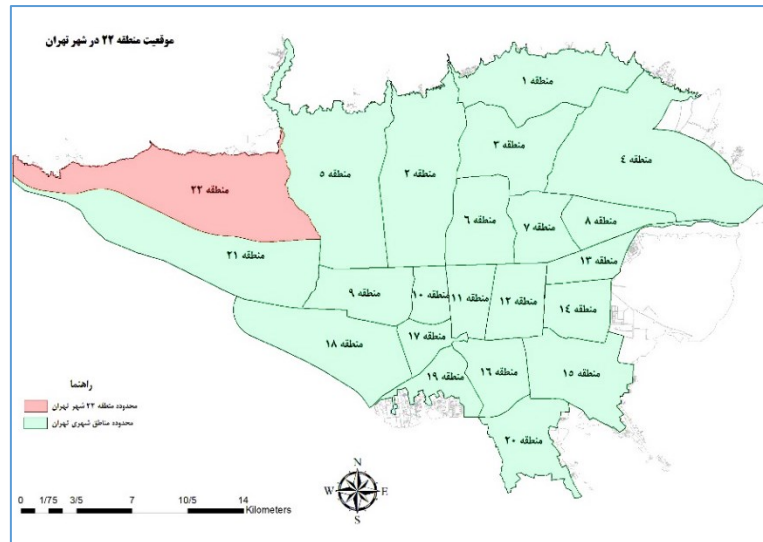 موقعیت منطقه ۲۲ در شهر تهران
منطقه ۱
منطقه ۳
منطقه ۴
منطقه ۲
منطقه ۵
منطقه ۲۲
منطقه ۶
منطقه ۷
منطقه ۸
منطقه ۲۱
منطقه ۱۳
منطقه ۹
منطقه ۱۰
منطقه ۱۱
منطقه ۱۲
منطقه ۱۴
منطقه ۱۸
منطقه ۱۷
منطقه ۱۹
منطقه ۱۶
منطقه ۱۵
منطقه ۲۰
راهنما
محدوده منطقه ۲۲ شهر تهران
محدوده مناطق شهری تهران
N
W E
S
0 1/75 3/5 7 10/5 14
Kilometers